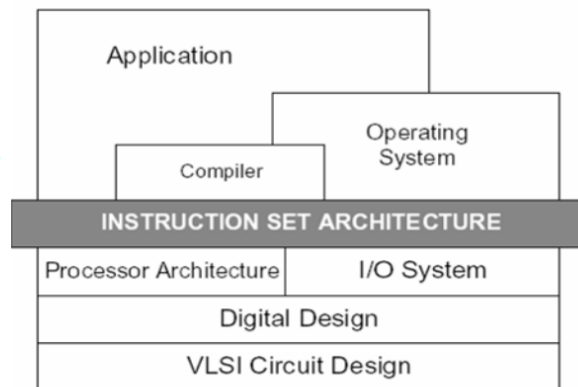 Application
Operating
System
Compiler
INSTRUCTION SET ARCHITECTURE
Processor Architecture
I/O System
Digital Design
VLSI Circuit Design